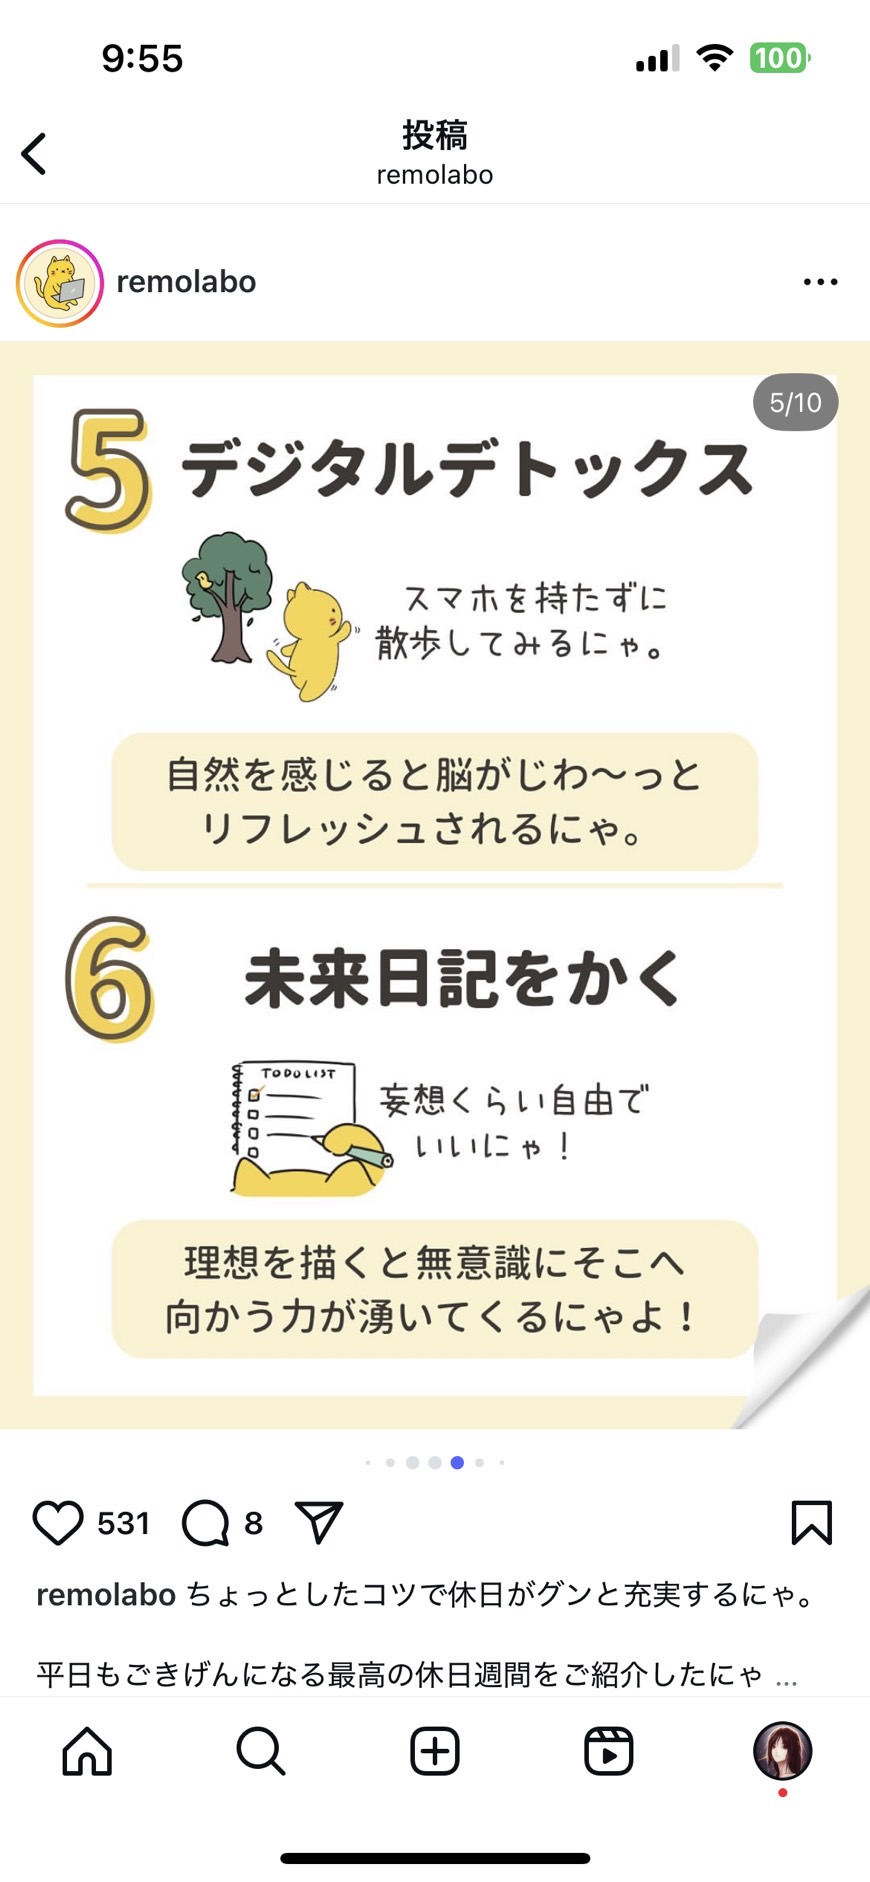 9:55
100
投稿
remolabo
remolabo
5/10
5 デジタルデトックス
スマホを持たずに
散歩してみるにゃ。
自然を感じると脳がじわ〜っと
リフレッシュされるにゃ。
6 未来日記をかく
TODOLIST
妄想くらい自由で
いいにゃ！
理想を描くと無意識にそこへ
向かう力が湧いてくるにゃよ！
531 8
remolabo ちょっとしたコツで休日がグンと充実するにゃ。
平日もごきげんになる最高の休日週間をご紹介したにゃ ...